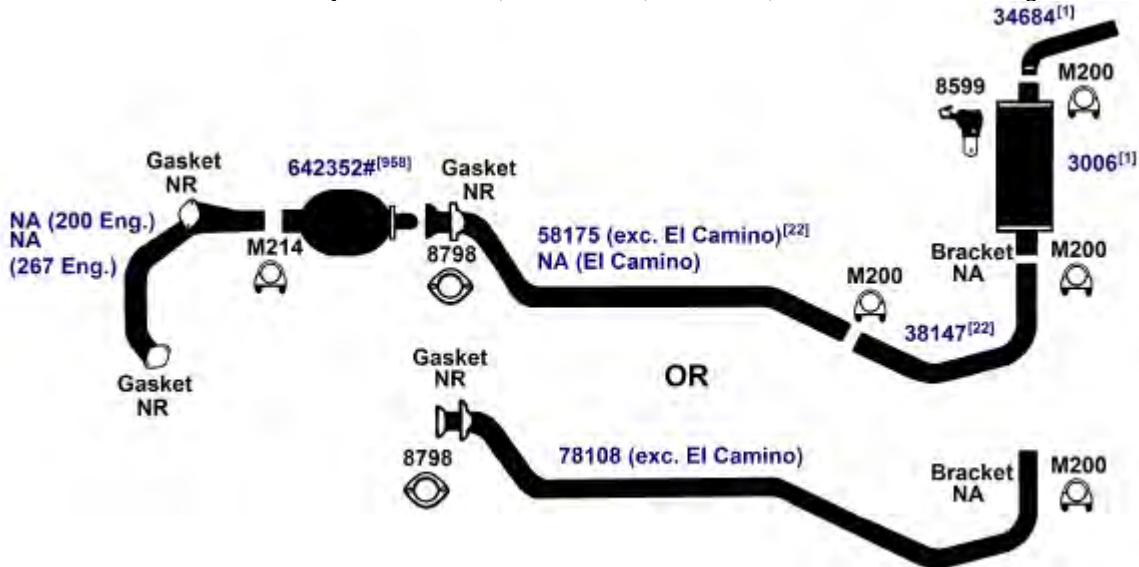 34684[1]
8599
M200
3006[1]
Gasket
NR
642352#[958]
Gasket
NR
NA (200 Eng.)
NA
(267 Eng.)
M214
8798
58175 (exc. El Camino)[22]
NA (El Camino)
Bracket
NA
M200
M200
38147[22]
Gasket
NR
Gasket
NR
OR
8798
78108 (exc. El Camino)
Bracket
NA
M200